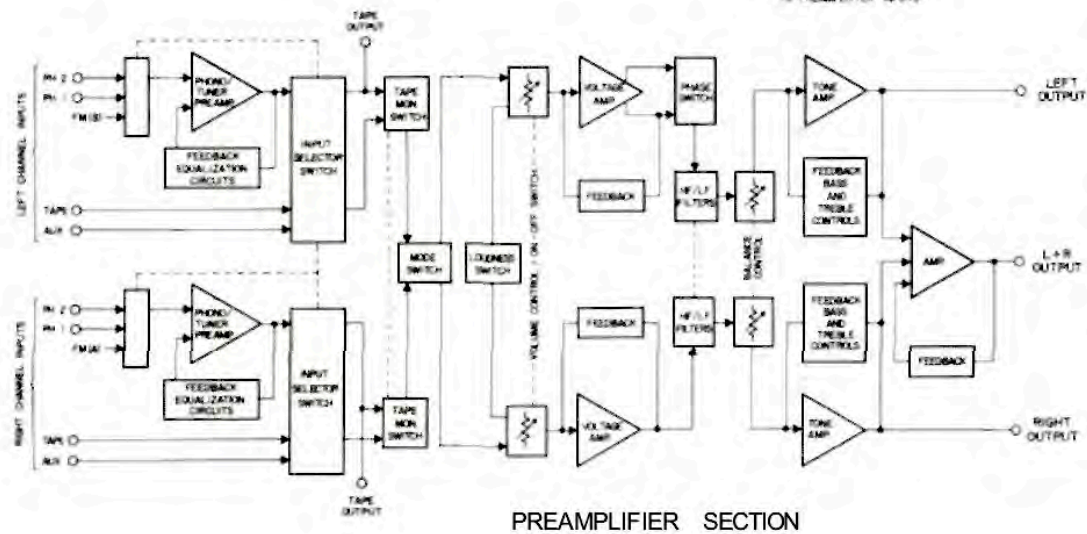 TAPE
OUTPUT
LEFT CHANNEL INPUTS
PH 2
PH 1
FM(B)
TAPE
AUX
PHONO/
TUNER
PREAMP
FEEDBACK
EQUALIZATION
CIRCUITS
INPUT
SELECTOR
SWITCH
TAPE
MON
SWITCH
MODE
SWITCH
LOUDNESS
SWITCH
VOLUME CONTROL / ON-OFF SWITCH
VOLTAGE
AMP
FEEDBACK
PHASE
SWITCH
HF/LF
FILTERS
BALANCE
CONTROL
TONE
AMP
FEEDBACK
BASS
AND
TREBLE
CONTROLS
LEFT
OUTPUT
AMP
L+R
OUTPUT
FEEDBACK
RIGHT CHANNEL INPUTS
PH 2
PH 1
FM(A)
TAPE
AUX
PHONO/
TUNER
PREAMP
FEEDBACK
EQUALIZATION
CIRCUITS
INPUT
SELECTOR
SWITCH
TAPE
MON
SWITCH
TAPE
OUTPUT
FEEDBACK
VOLTAGE
AMP
HF/LF
FILTERS
FEEDBACK
BASS
AND
TREBLE
CONTROLS
TONE
AMP
RIGHT
OUTPUT
PREAMPLIFIER SECTION